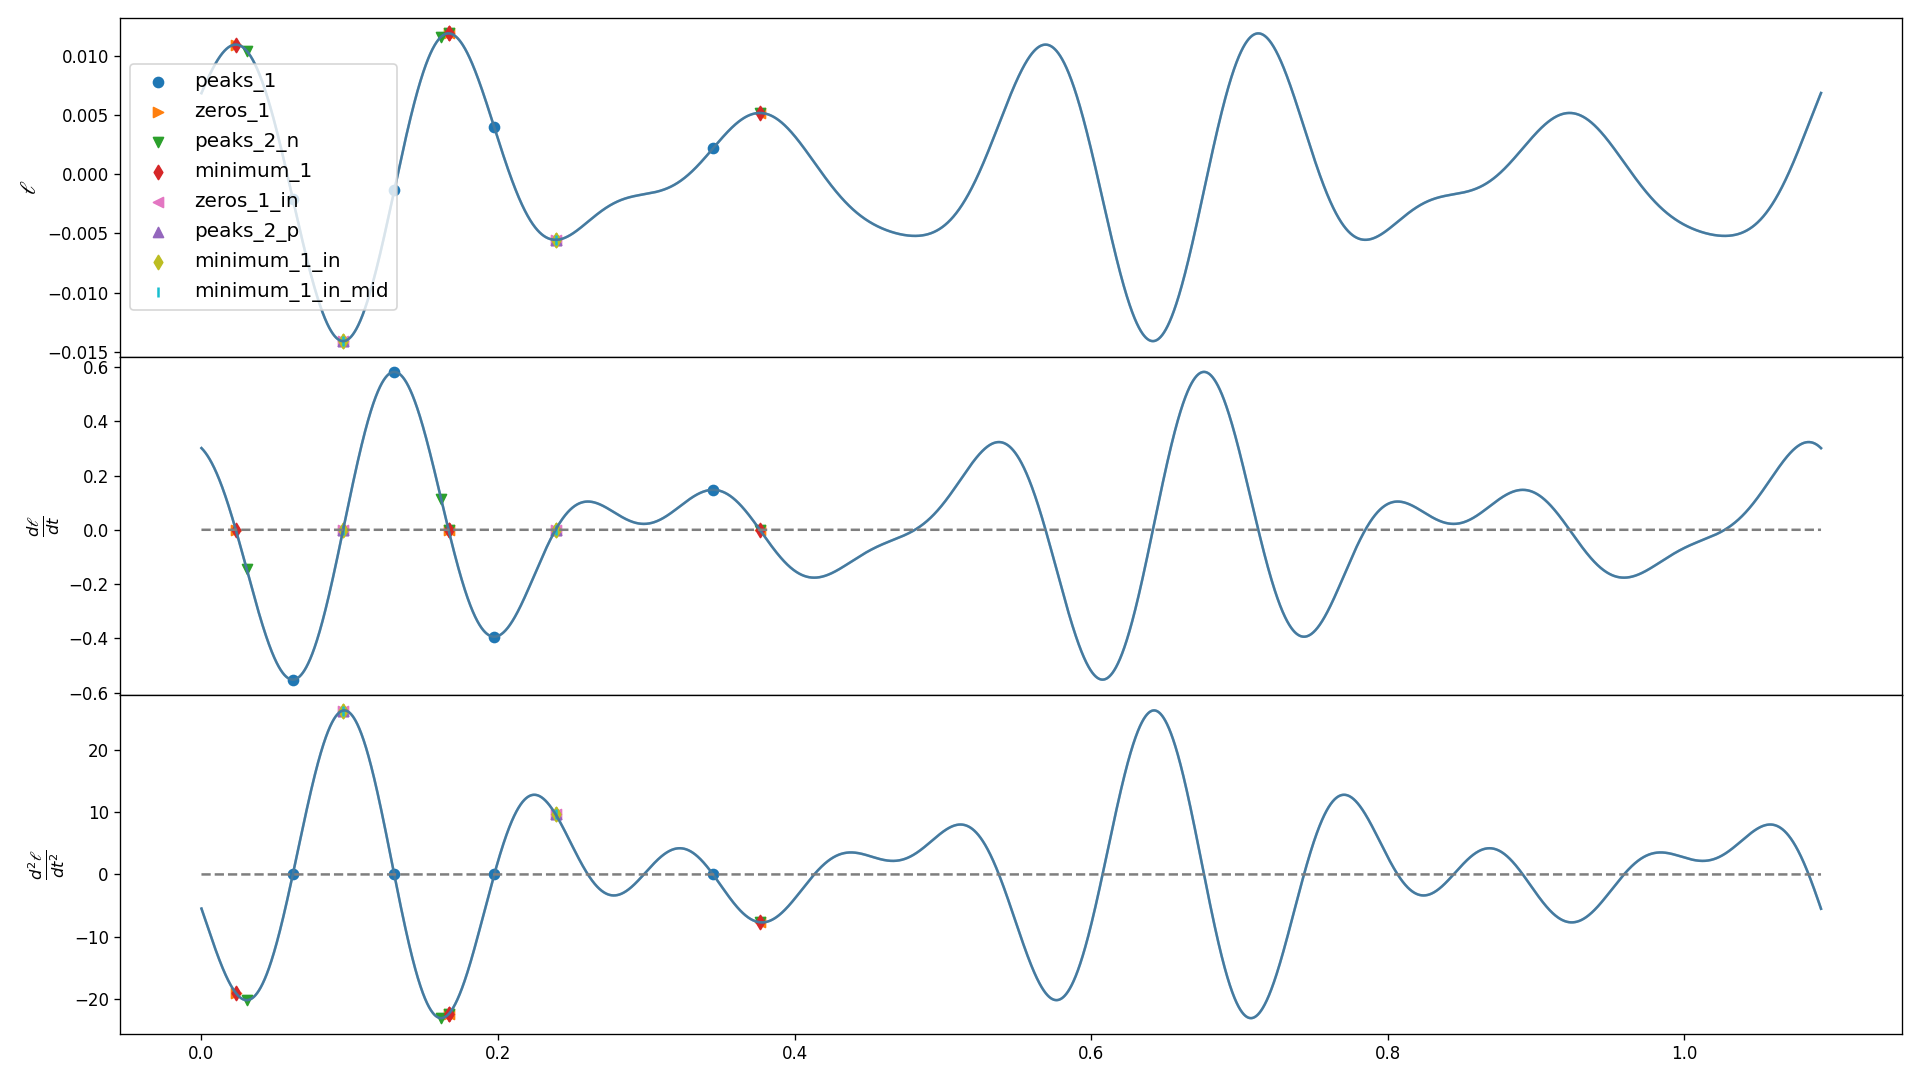 0.010
0.005
0.000
−0.005
−0.010
−0.015
ℓ
peaks_1
zeros_1
peaks_2_n
minimum_1
zeros_1_in
peaks_2_p
minimum_1_in
minimum_1_in_mid
0.6
0.4
0.2
0.0
−0.2
−0.4
−0.6
dℓ
dt
20
10
0
−10
−20
d²ℓ
dt²
0.0 0.2 0.4 0.6 0.8 1.0